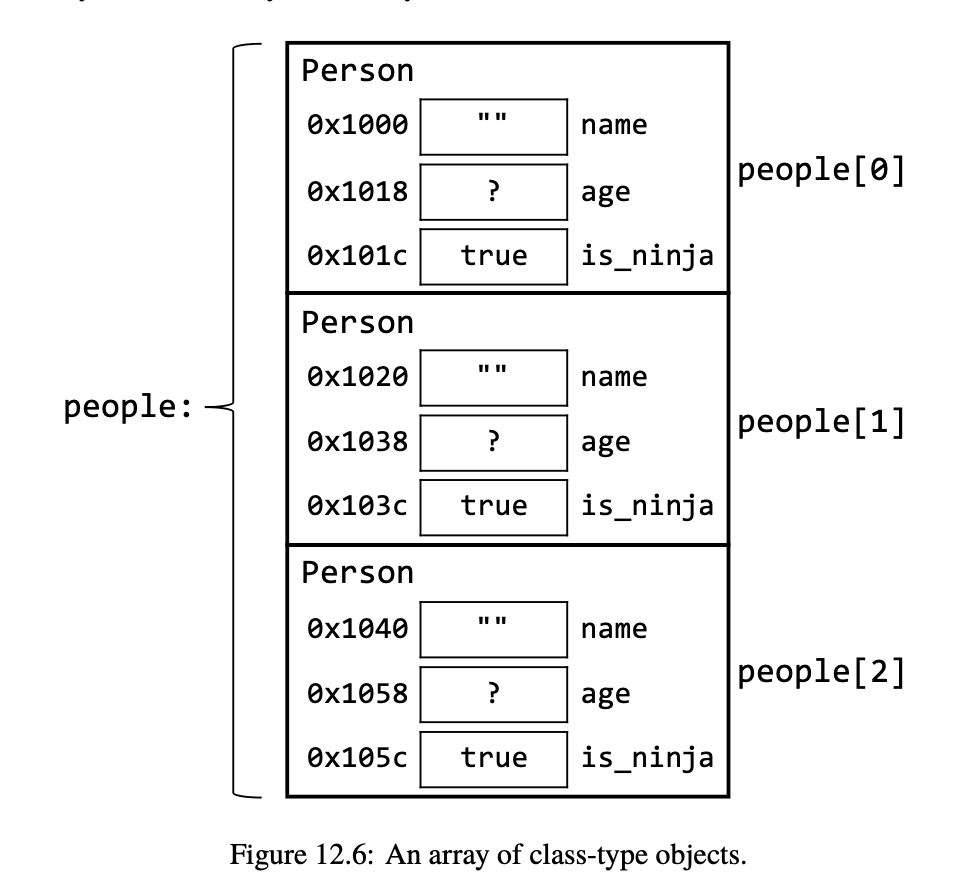 Person
0x1000 "" name
0x1018 ? age
0x101c true is_ninja
people[0]
Person
0x1020 "" name
0x1038 ? age
0x103c true is_ninja
people[1]
people:
Person
0x1040 "" name
0x1058 ? age
0x105c true is_ninja
people[2]
Figure 12.6: An array of class-type objects.